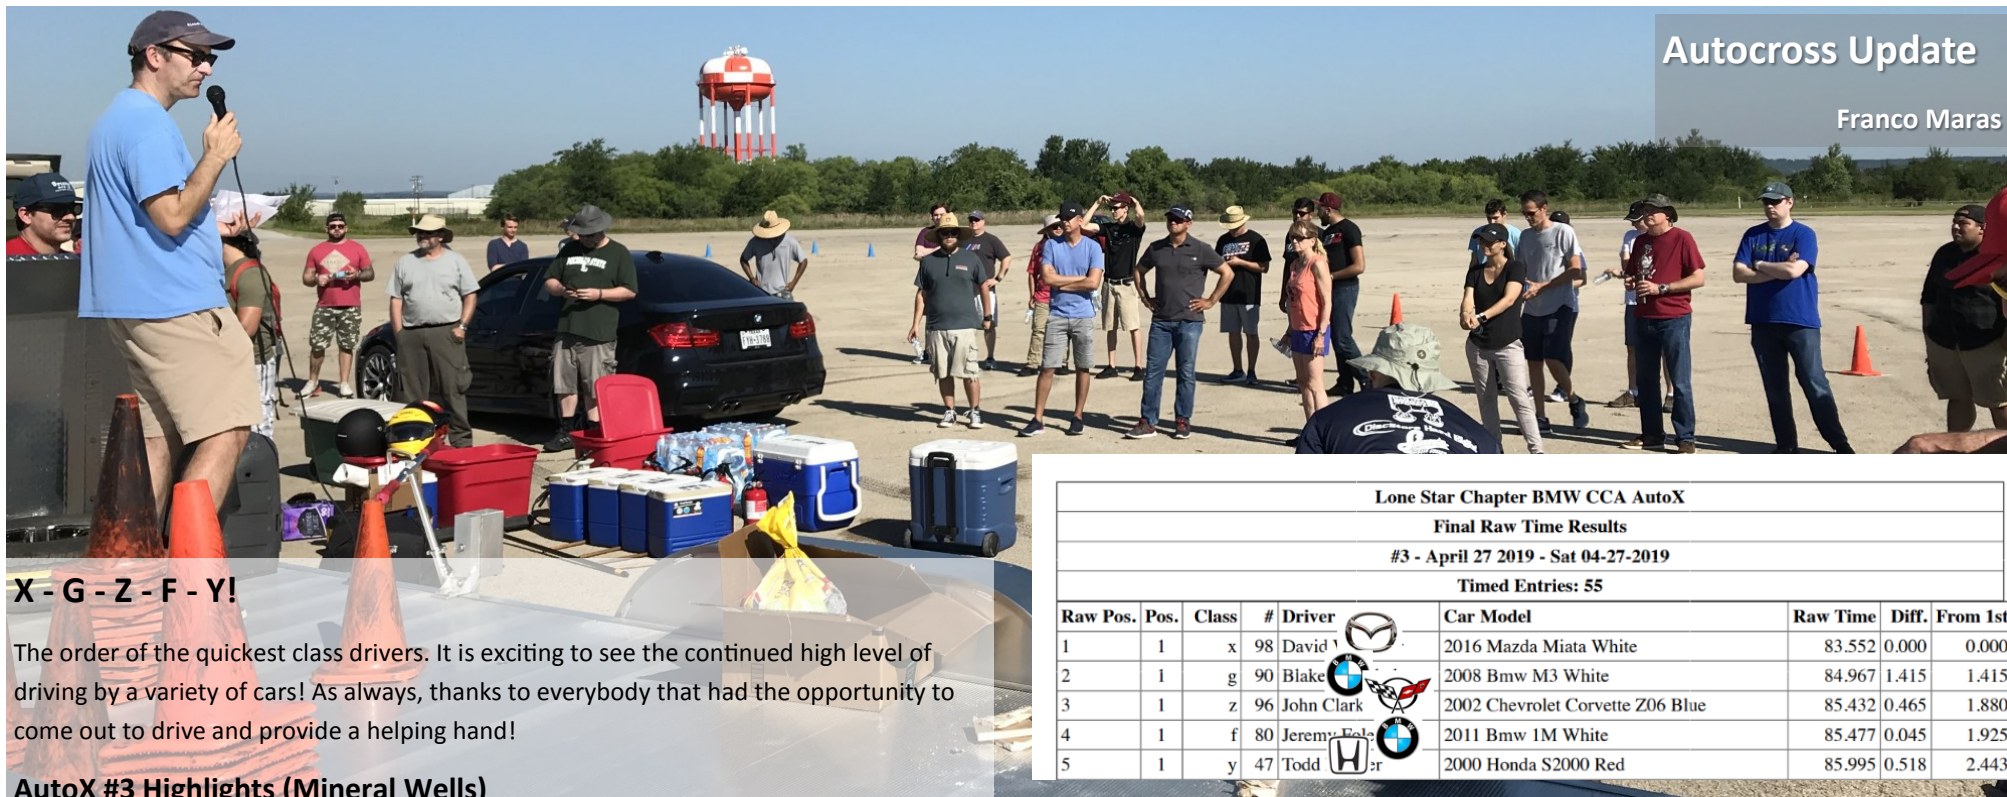 Autocross Update
Franco Maras
MICHIGAN STATE
X - G - Z - F - Y!
The order of the quickest class drivers. It is exciting to see the continued high level of
driving by a variety of cars! As always, thanks to everybody that had the opportunity to
come out to drive and provide a helping hand!
AutoX #3 Highlights (Mineral Wells)
Lone Star Chapter BMW CCA AutoX
Final Raw Time Results
#3 - April 27 2019 - Sat 04-27-2019
Timed Entries: 55
Raw Pos. Pos. Class # Driver Car Model Raw Time Diff. From 1st
1 1 x 98 David 2016 Mazda Miata White 83.552 0.000 0.000
2 1 g 90 Blake 2008 Bmw M3 White 84.967 1.415 1.415
3 1 z 96 John Clark 2002 Chevrolet Corvette Z06 Blue 85.432 0.465 1.880
4 1 f 80 Jeremy 2011 Bmw 1M White 85.477 0.045 1.925
5 1 y 47 Todd 2000 Honda S2000 Red 85.995 0.518 2.443